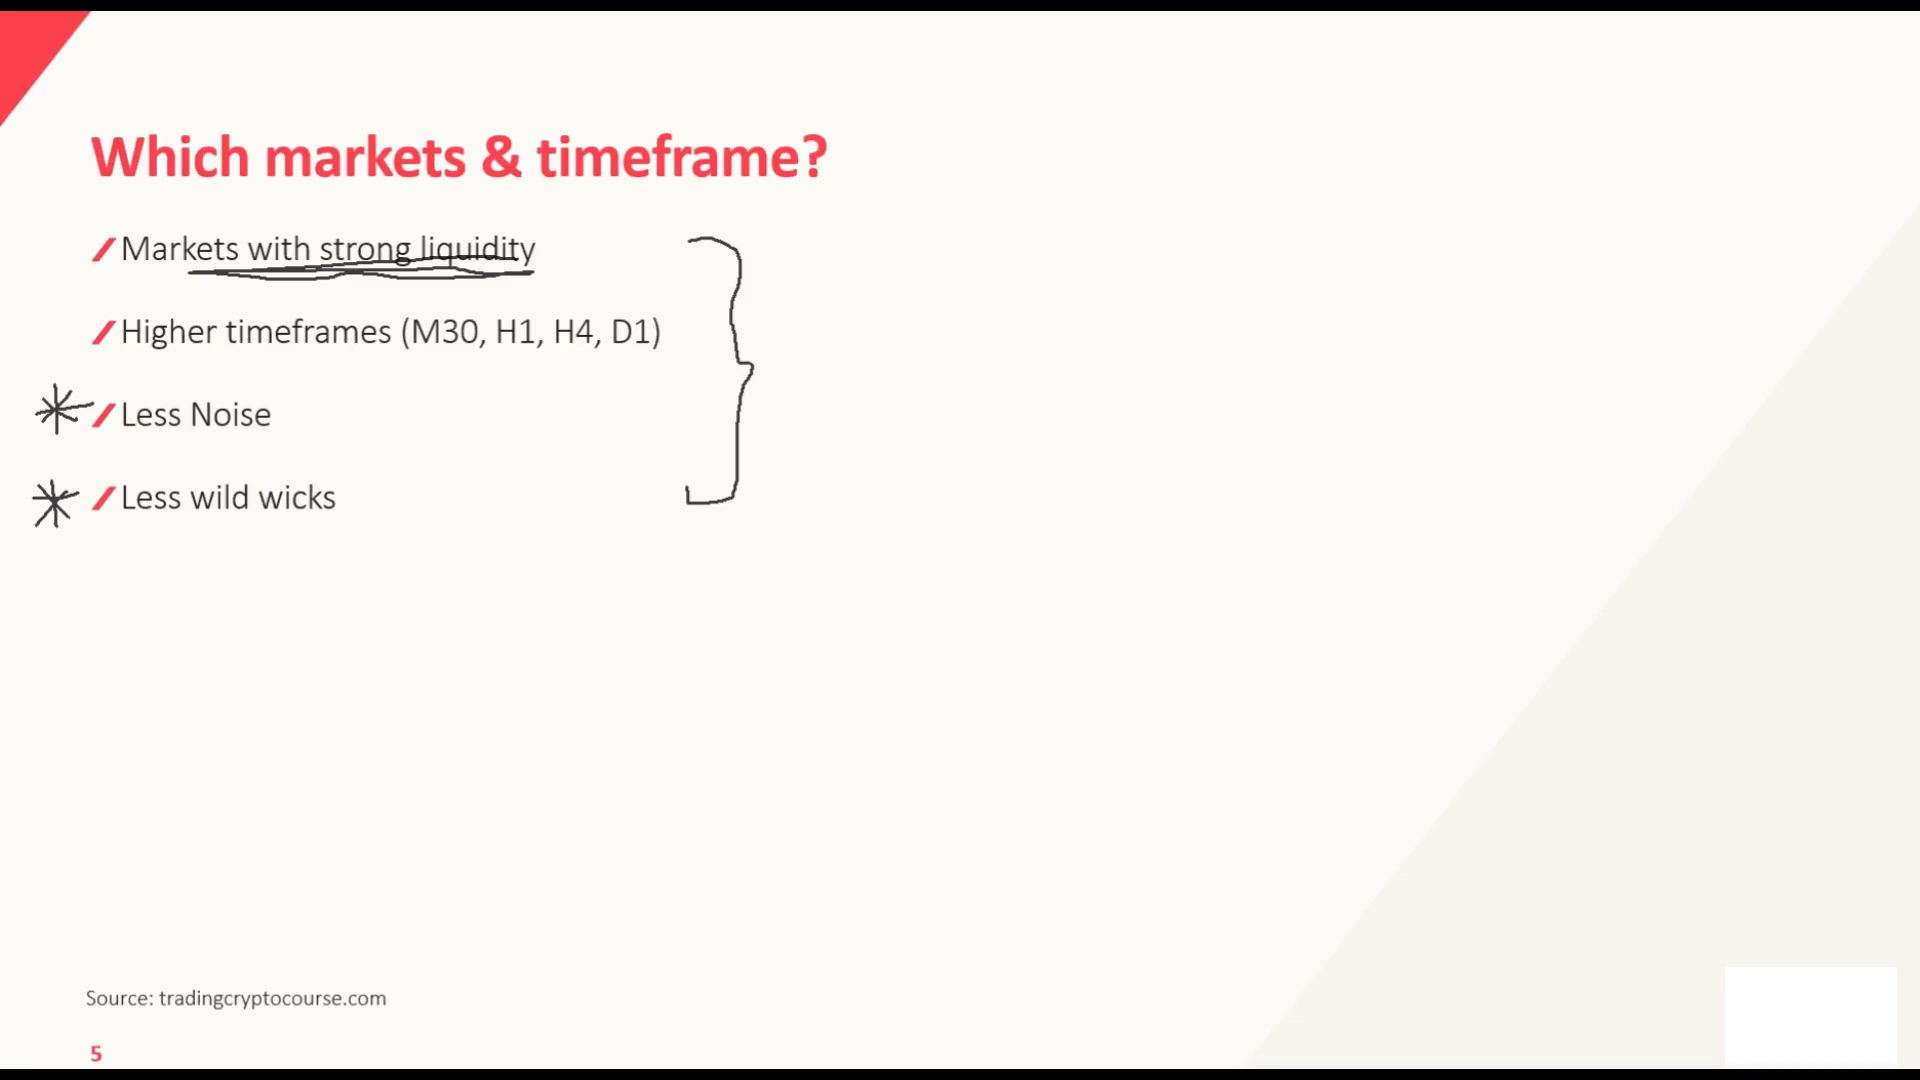 Which markets & timeframe?
Markets with strong liquidity
Higher timeframes (M30, H1, H4, D1)
Less Noise
Less wild wicks
Source: tradingcryptocourse.com
5